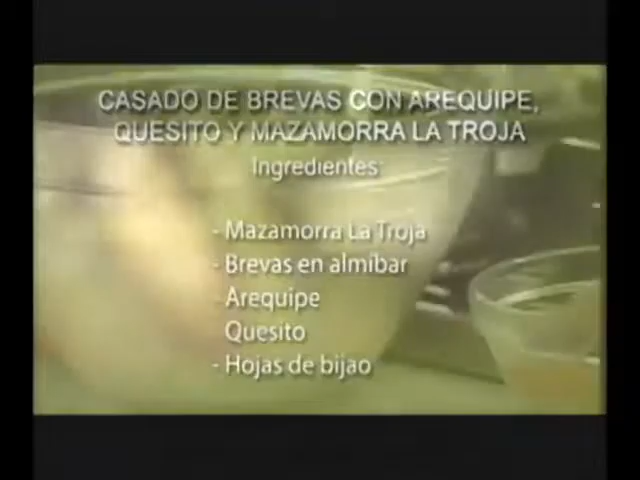 CASADO DE BREVAS CON AREQUIPE,
QUESITO Y MAZAMORRA LA TROJA
Ingredientes:
- Mazamorra La Troja
- Brevas en almíbar
- Arequipe
Quesito
- Hojas de bijao